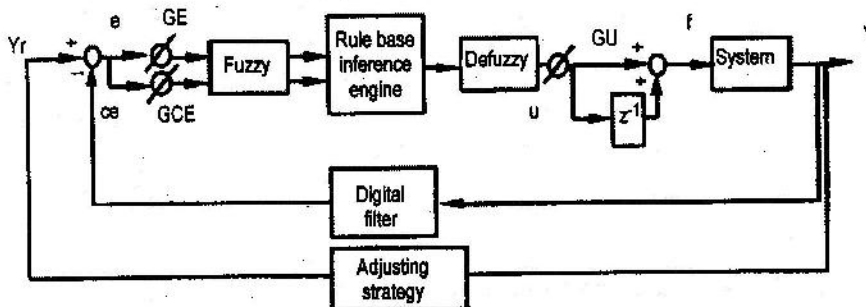 Yr
+
-
e
ce
GE
GCE
Fuzzy
Rule base
inference
engine
Defuzzy
u
GU
+
+
z-1
f
System
Y
Digital
filter
Adjusting
strategy